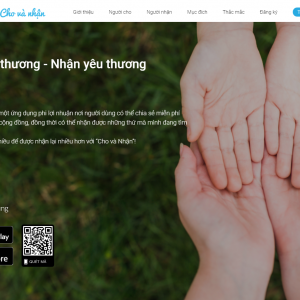 Cho và nhận Giới thiệu Người cho Người nhận Mục đích Thắc mắc Đăng ký
thương - Nhận yêu thương
một ứng dụng phi lợi nhuận nơi người dùng có thể chia sẻ miễn phí
cộng đồng, đồng thời có thể nhận được những thứ mà mình đang tìm
hiều để được nhận lại nhiều hơn với "Cho và Nhận"!
ng
lay
ore
QUÉT MÃ